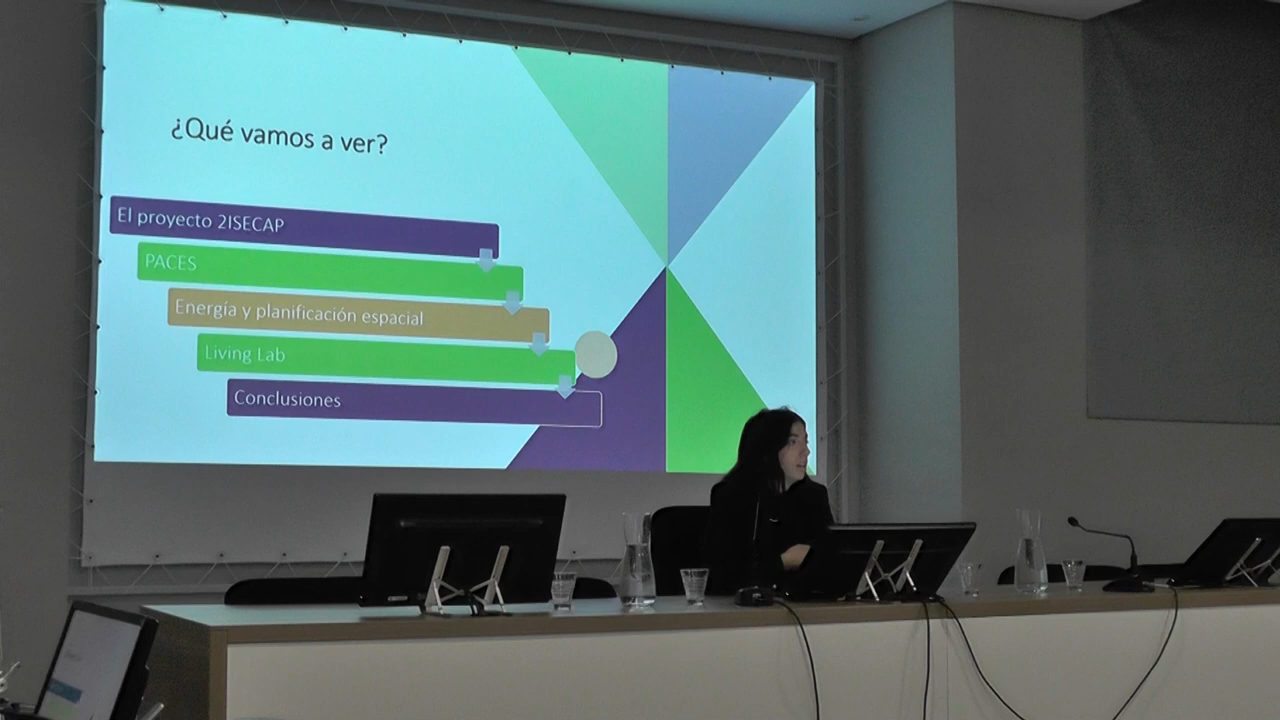 ¿Qué vamos a ver?
El proyecto 2ISECAP
PACES
Energía y planificación espacial
Living Lab
Conclusiones